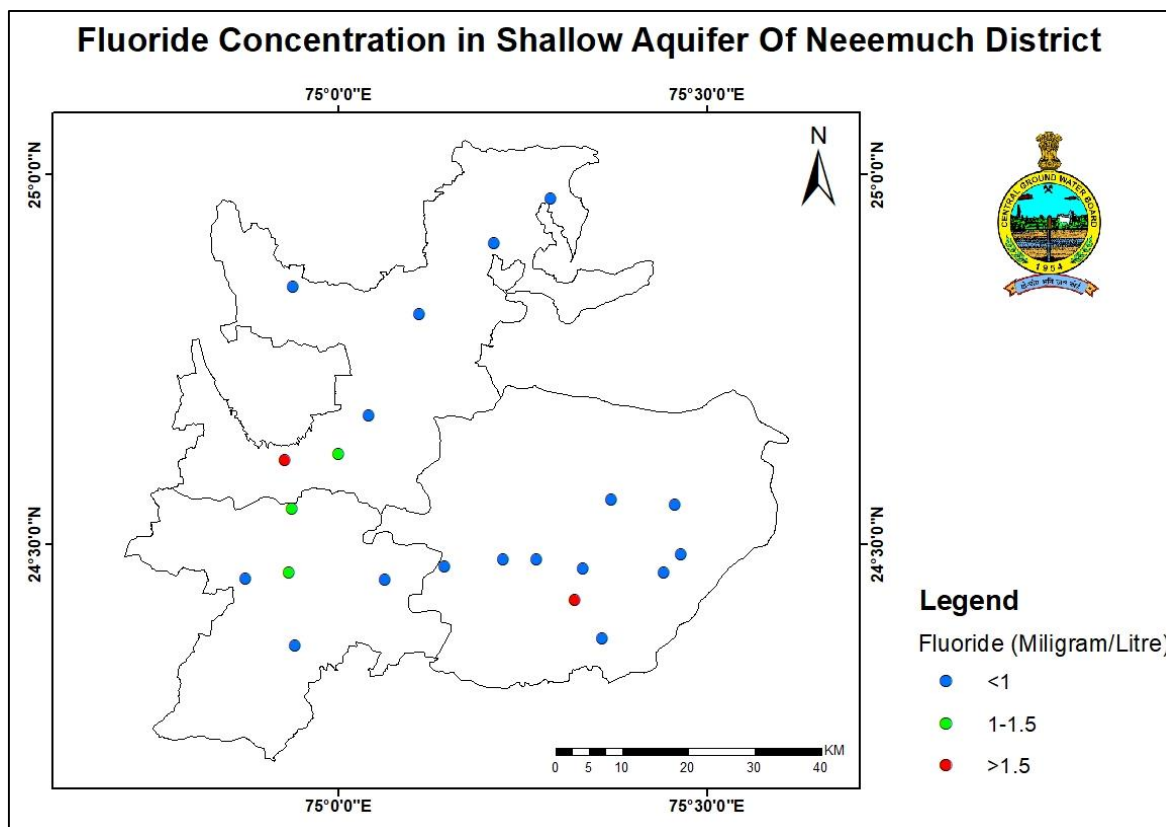 Fluoride Concentration in Shallow Aquifer Of Neeemuch District
75°0'0"E
75°30'0"E
N
25°0'0"N
25°0'0"N
CENTRAL GROUND WATER BOARD
1954
24°30'0"N
24°30'0"N
Legend
Fluoride (Miligram/Litre)
<1
1-1.5
>1.5
KM
0 5 10 20 30 40
75°0'0"E
75°30'0"E